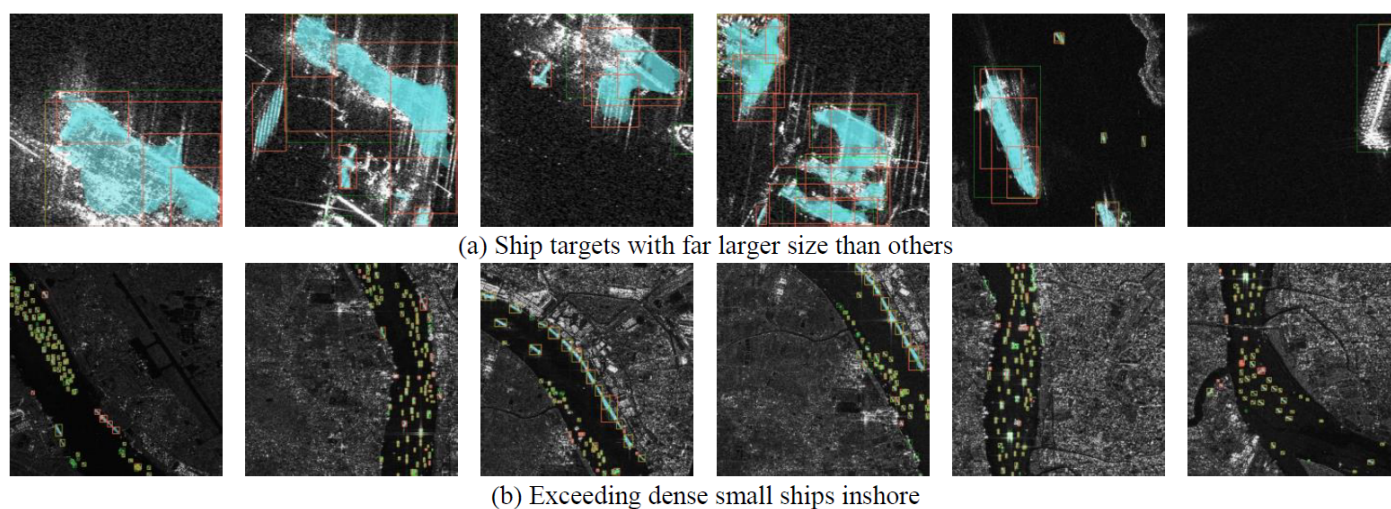 (a) Ship targets with far larger size than others
(b) Exceeding dense small ships inshore